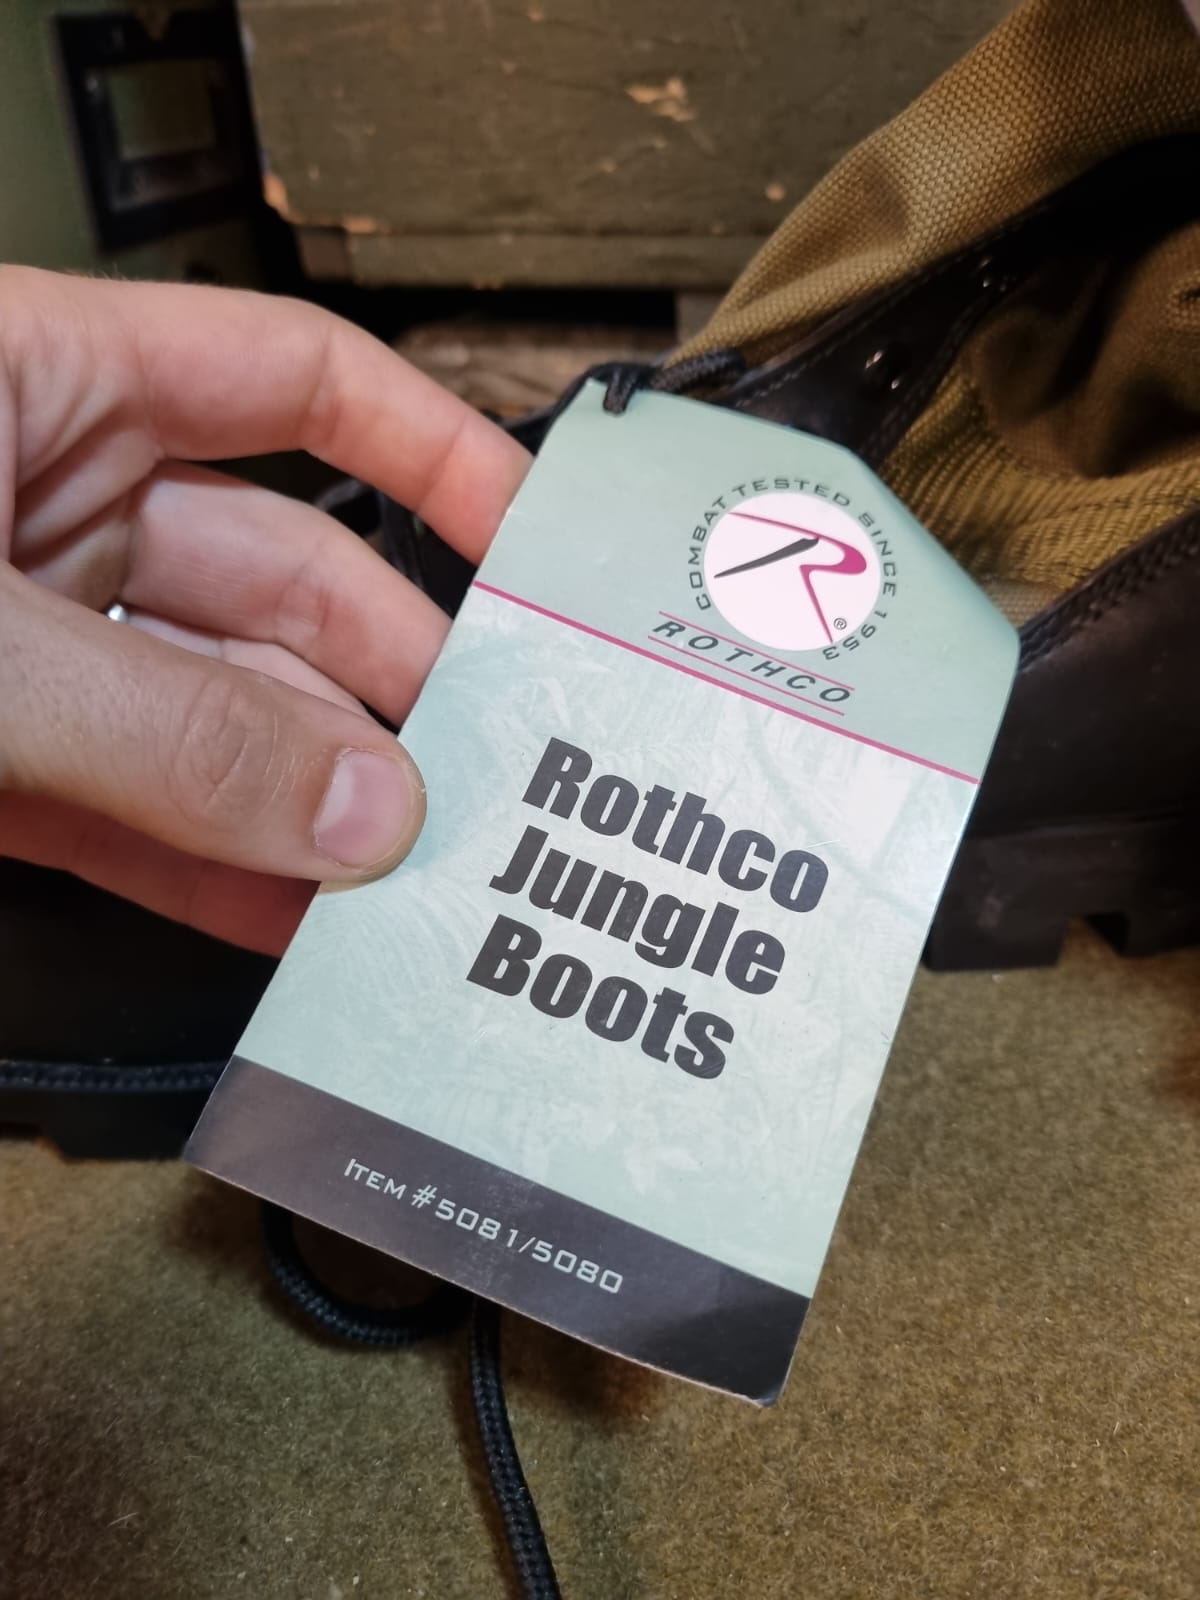 COMBAT TESTED SINCE 1953
R®
ROTHCO
Rothco
Jungle
Boots
ITEM #5081/5080